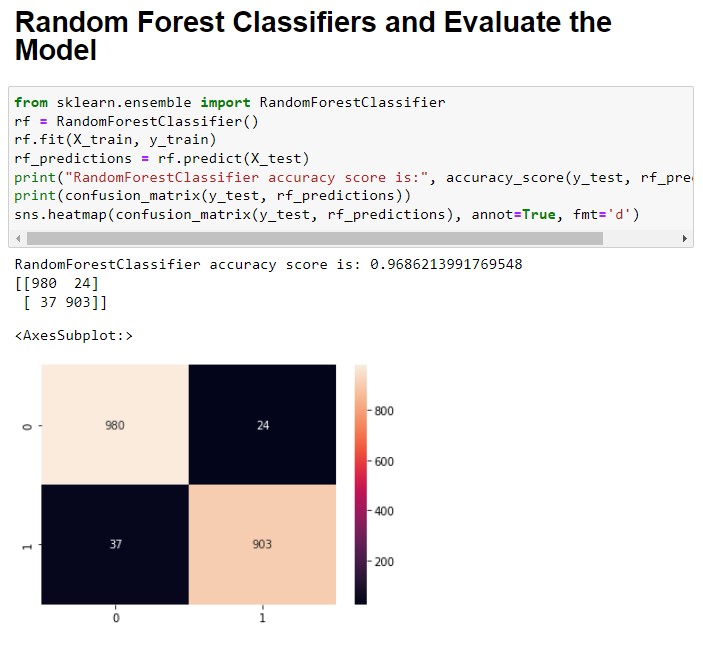 Random Forest Classifiers and Evaluate the
Model
from sklearn.ensemble import RandomForestClassifier
rf = RandomForestClassifier()
rf.fit(X_train, y_train)
rf_predictions = rf.predict(X_test)
print("RandomForestClassifier accuracy score is:", accuracy_score(y_test, rf_pre
print(confusion_matrix(y_test, rf_predictions))
sns.heatmap(confusion_matrix(y_test, rf_predictions), annot=True, fmt='d')
RandomForestClassifier accuracy score is: 0.9686213991769548
[[980  24]
 [ 37 903]]
<AxesSubplot:>
0
980
24
1
37
903
0
1
800
600
400
200